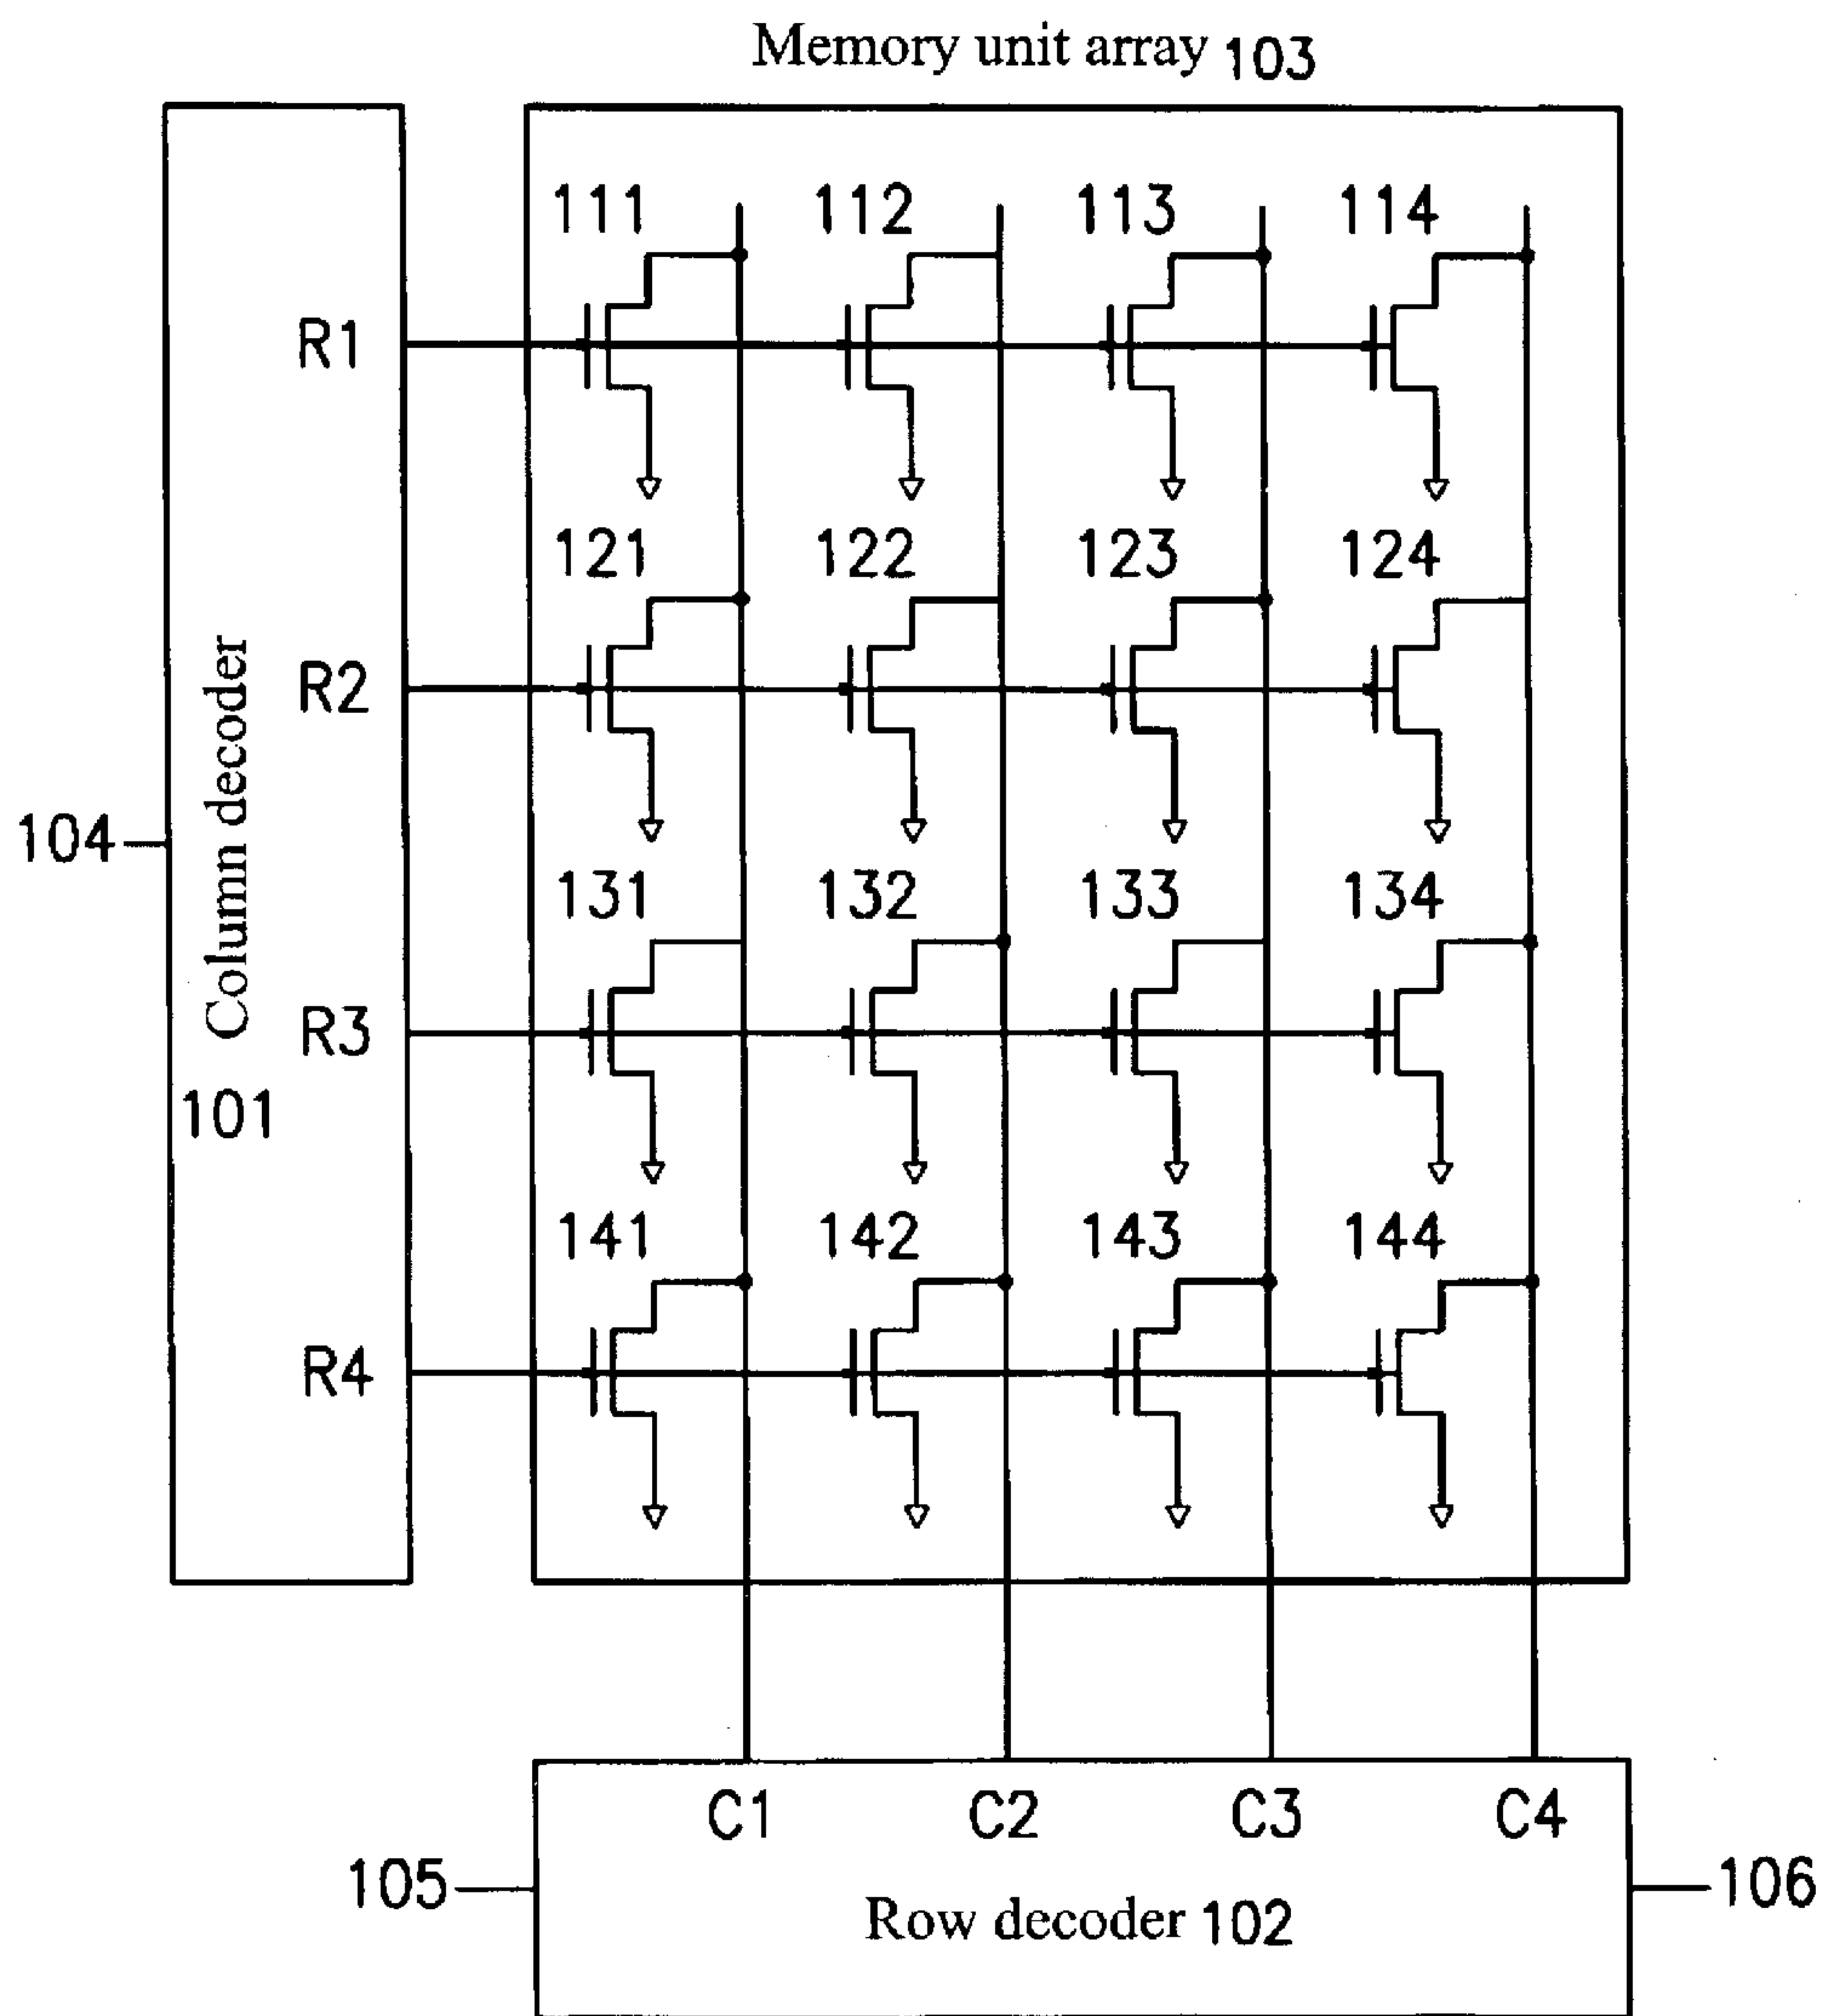 Memory unit array 103
111 112 113 114
R1
121 122 123 124
R2
Column decoder
104
131 132 133 134
R3
101
141 142 143 144
R4
C1 C2 C3 C4
105
106
Row decoder 102